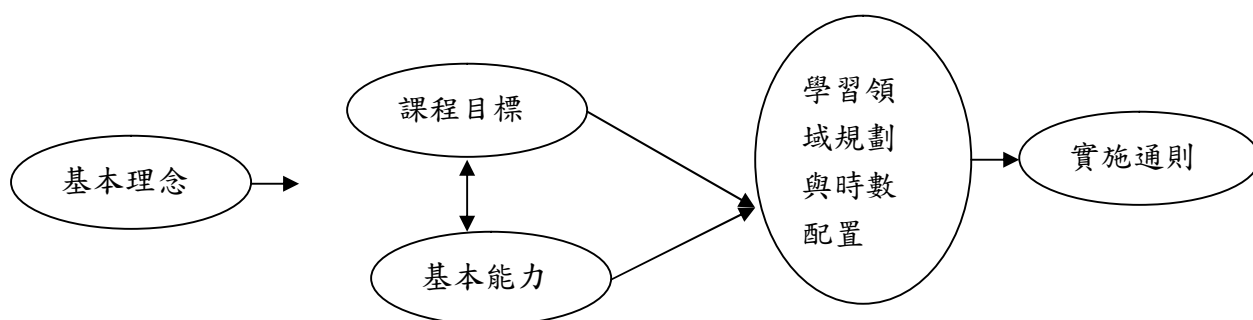 基本理念
課程目標
基本能力
學習領
域規劃
與時數
配置
實施通則